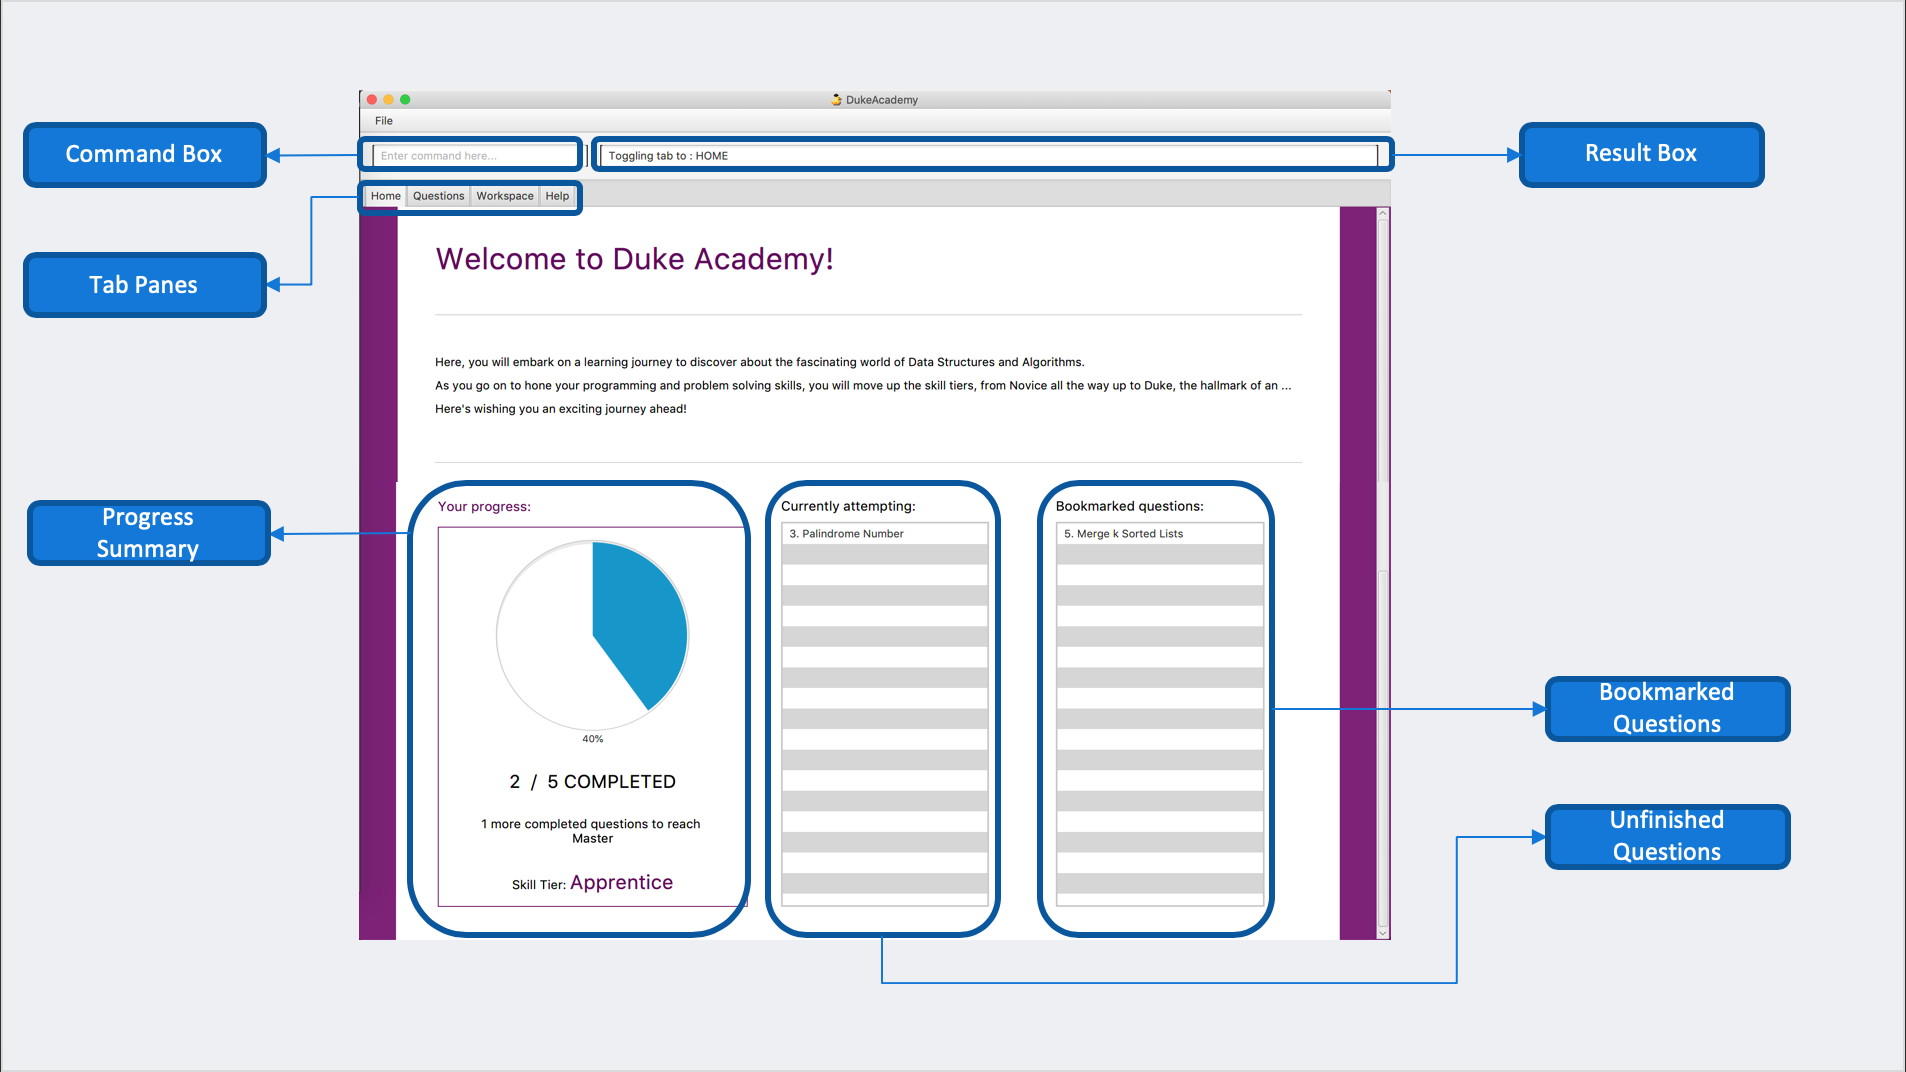 DukeAcademy
File
Command Box
Enter command here...
Toggling tab to : HOME
Result Box
Home Questions Workspace Help
Tab Panes
Welcome to Duke Academy!
Here, you will embark on a learning journey to discover about the fascinating world of Data Structures and Algorithms.
As you go on to hone your programming and problem solving skills, you will move up the skill tiers, from Novice all the way up to Duke, the hallmark of an ...
Here's wishing you an exciting journey ahead!
Progress
Summary
Your progress:
40%
2 / 5 COMPLETED
1 more completed questions to reach
Master
Skill Tier: Apprentice
Currently attempting:
3. Palindrome Number
Bookmarked questions:
5. Merge k Sorted Lists
Bookmarked
Questions
Unfinished
Questions